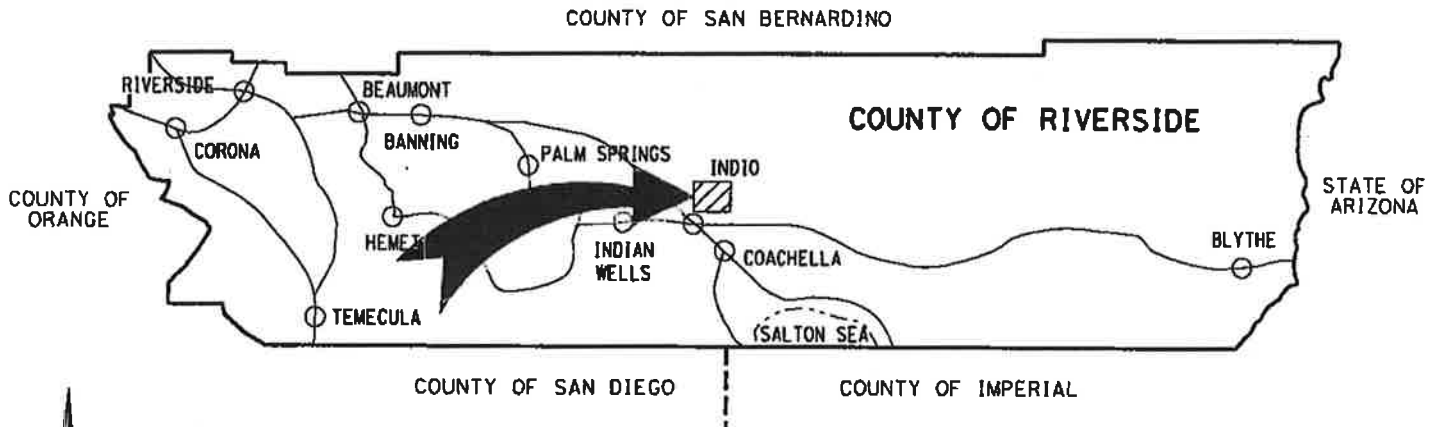 COUNTY OF SAN BERNARDINO
RIVERSIDE
BEAUMONT
COUNTY OF RIVERSIDE
BANNING
CORONA
PALM SPRINGS
INDIO
COUNTY OF
ORANGE
STATE OF
ARIZONA
HEMET
INDIAN
WELLS
COACHELLA
BLYTHE
TEMECULA
SALTON SEA
COUNTY OF SAN DIEGO
COUNTY OF IMPERIAL